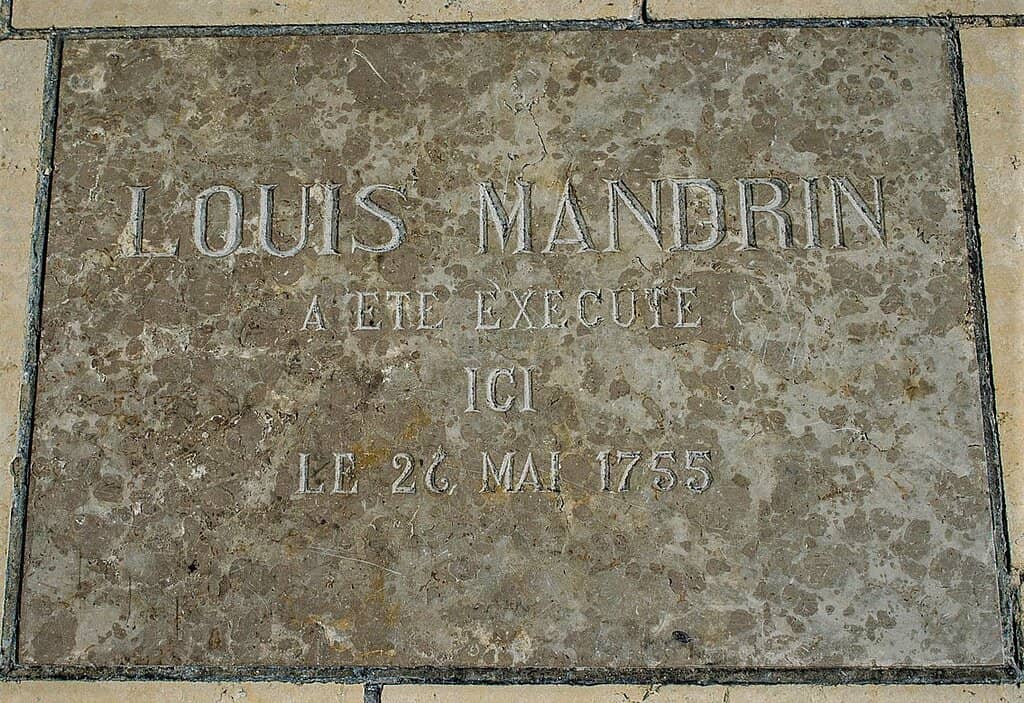 LOUIS MANDRIN
A ETE EXECUTE
ICI
LE 26 MAI 1755